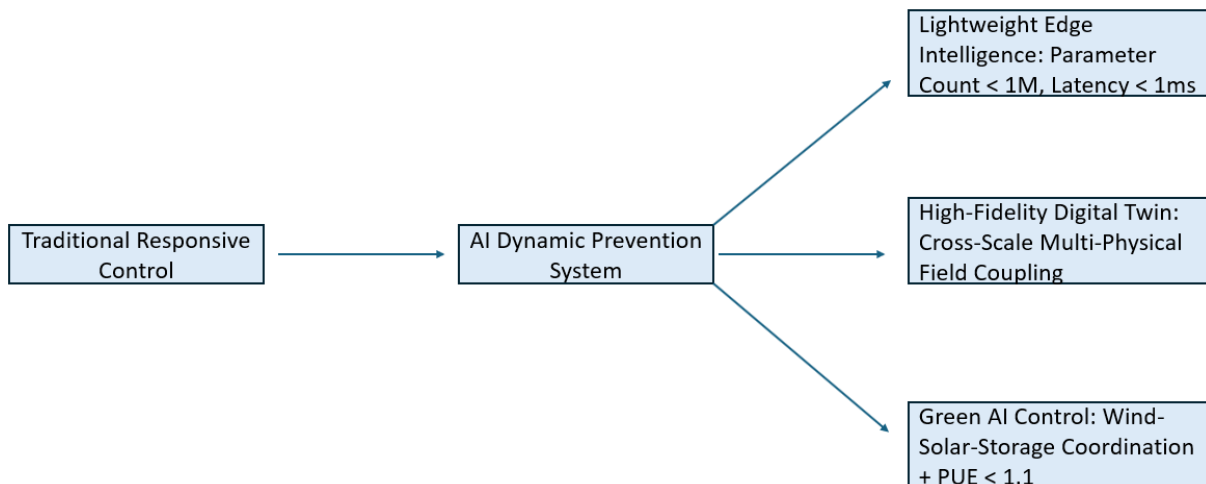 Traditional Responsive
Control
AI Dynamic Prevention
System
Lightweight Edge
Intelligence: Parameter
Count < 1M, Latency < 1ms
High-Fidelity Digital Twin:
Cross-Scale Multi-Physical
Field Coupling
Green AI Control: Wind-
Solar-Storage Coordination
+ PUE < 1.1